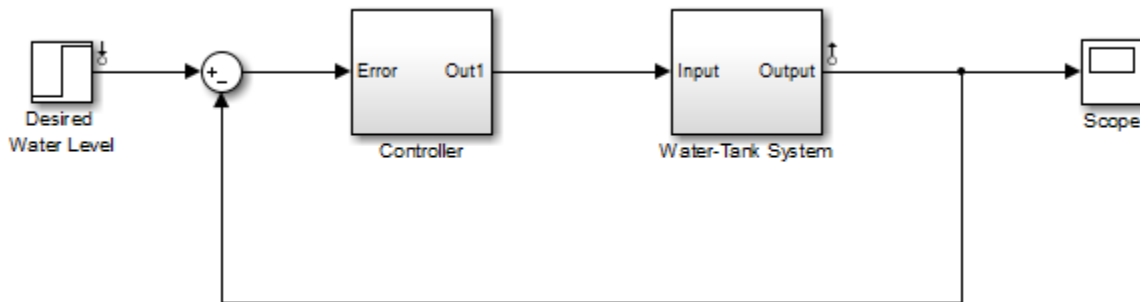 Desired
Water Level
+
-
Error
Out1
Controller
Input
Output
Water-Tank System
Scope